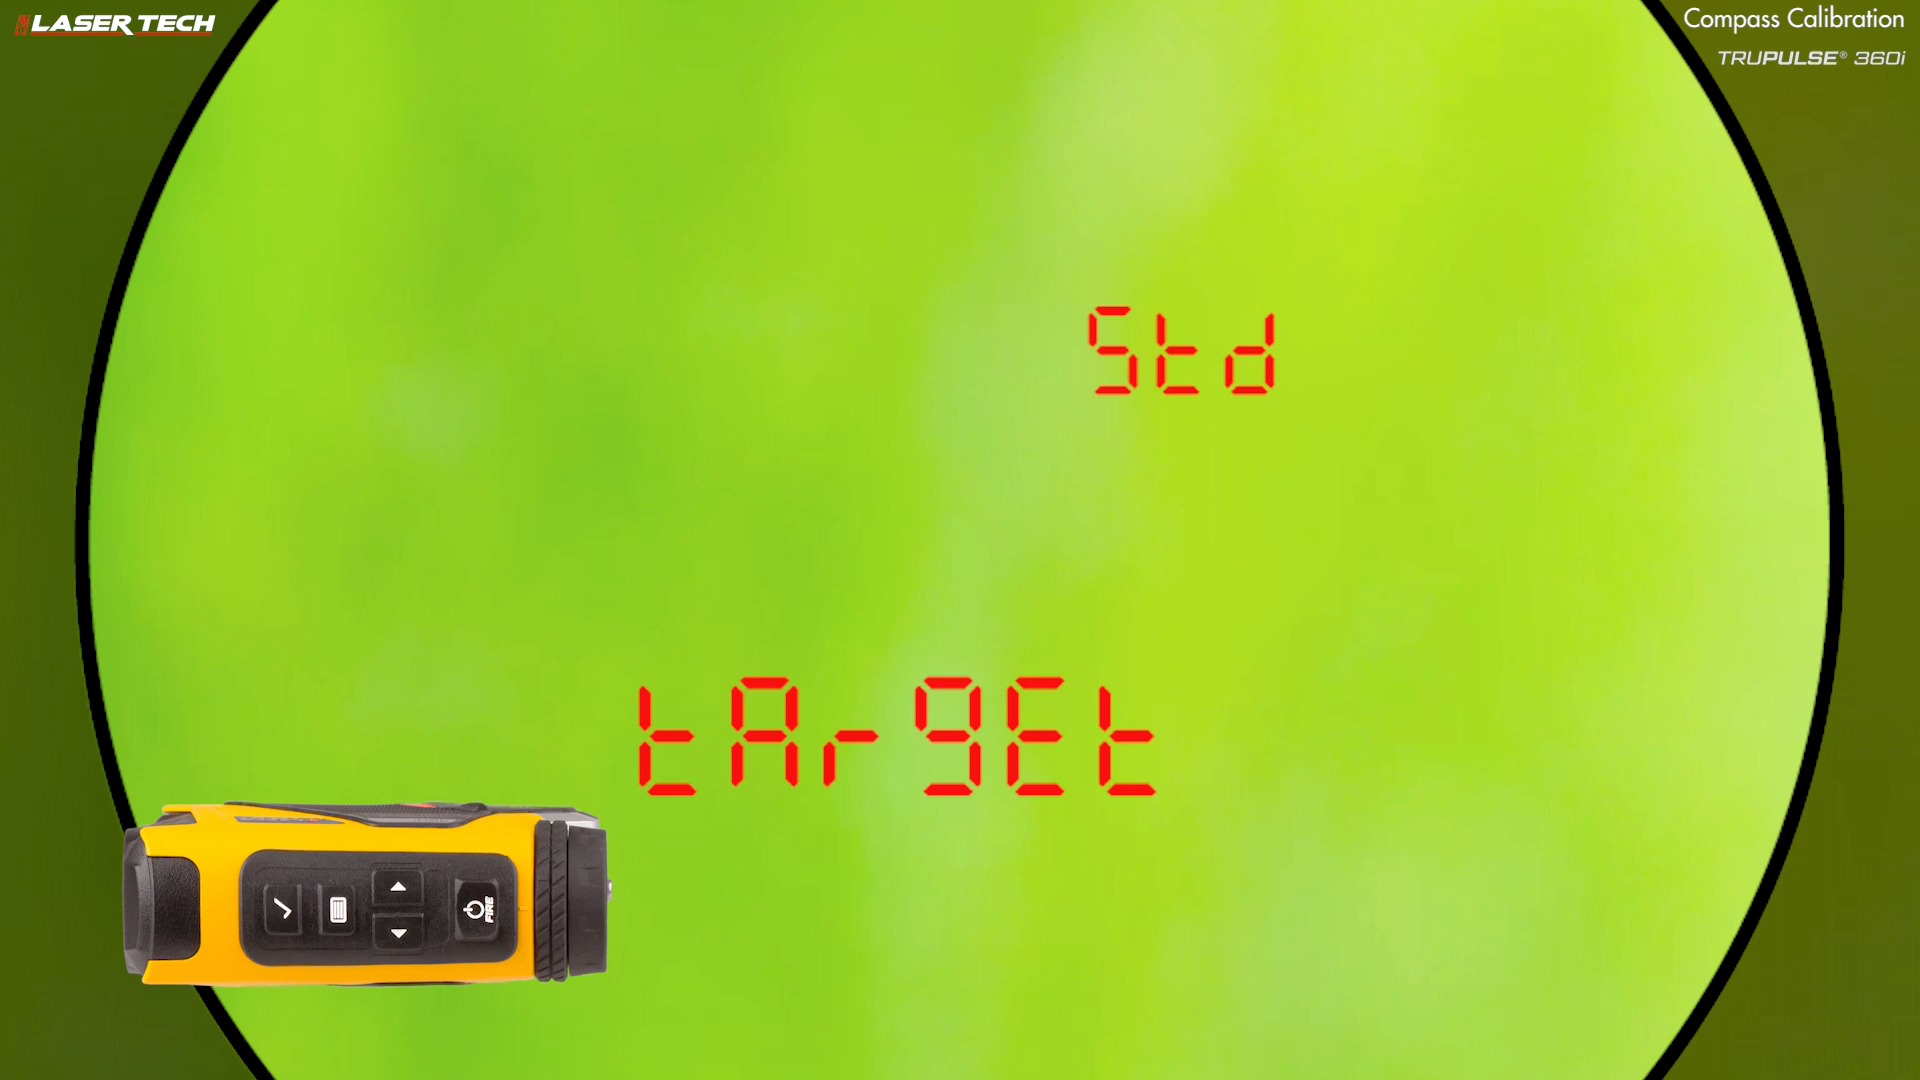 LASER TECH
Compass Calibration
TRUPULSE® 360i
Std
tArgEt
FIRE